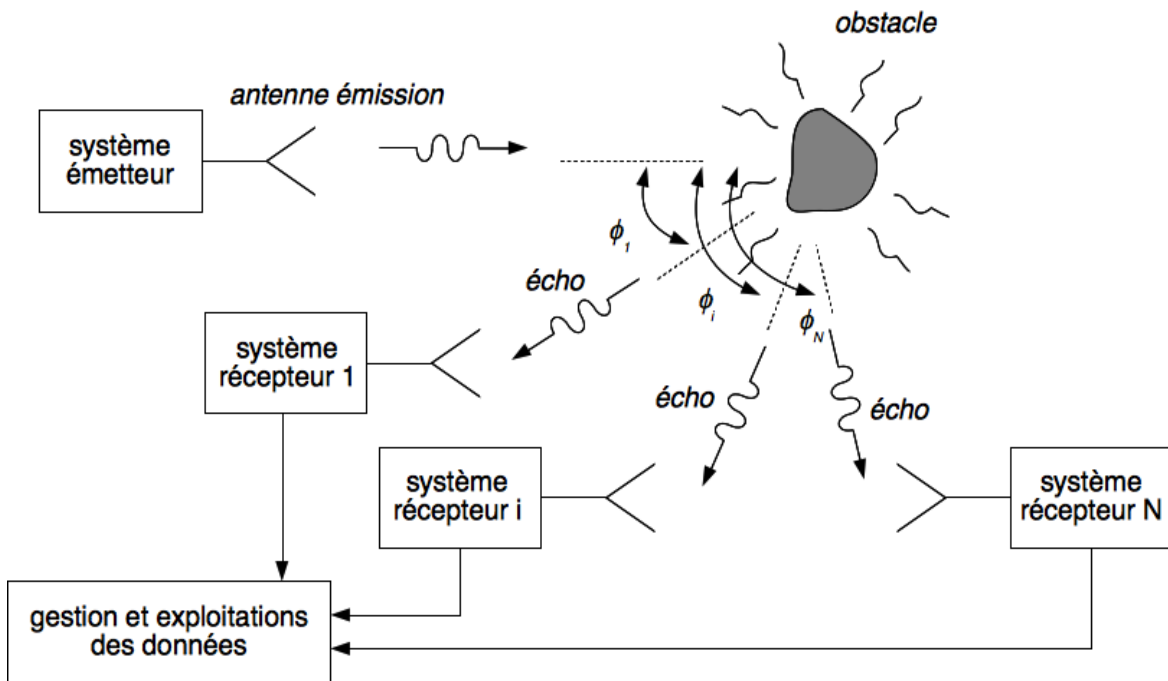 obstacle
antenne émission
système
émetteur
ϕ1
écho
ϕi
ϕN
système
récepteur 1
écho
écho
système
récepteur i
système
récepteur N
gestion et exploitations
des données